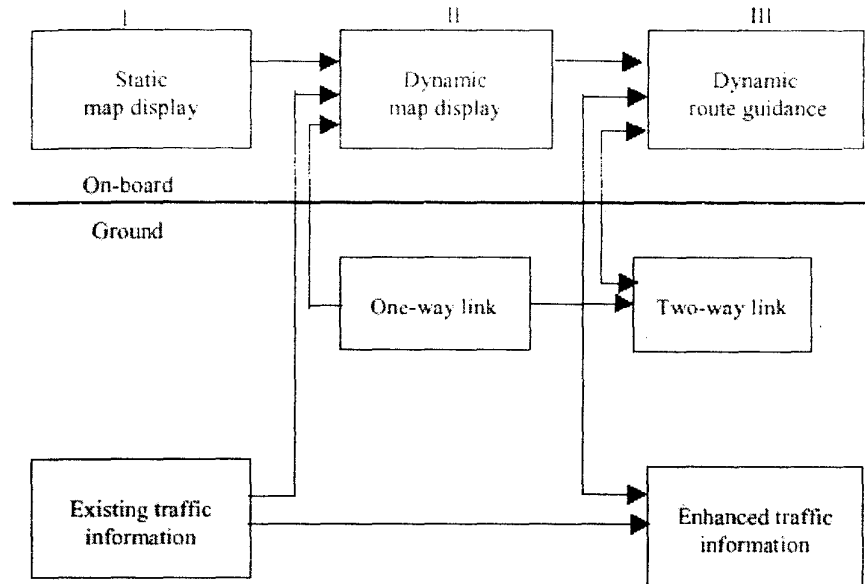 I
II
III
Static
map display
Dynamic
map display
Dynamic
route guidance
On-board
Ground
One-way link
Two-way link
Existing traffic
information
Enhanced traffic
information